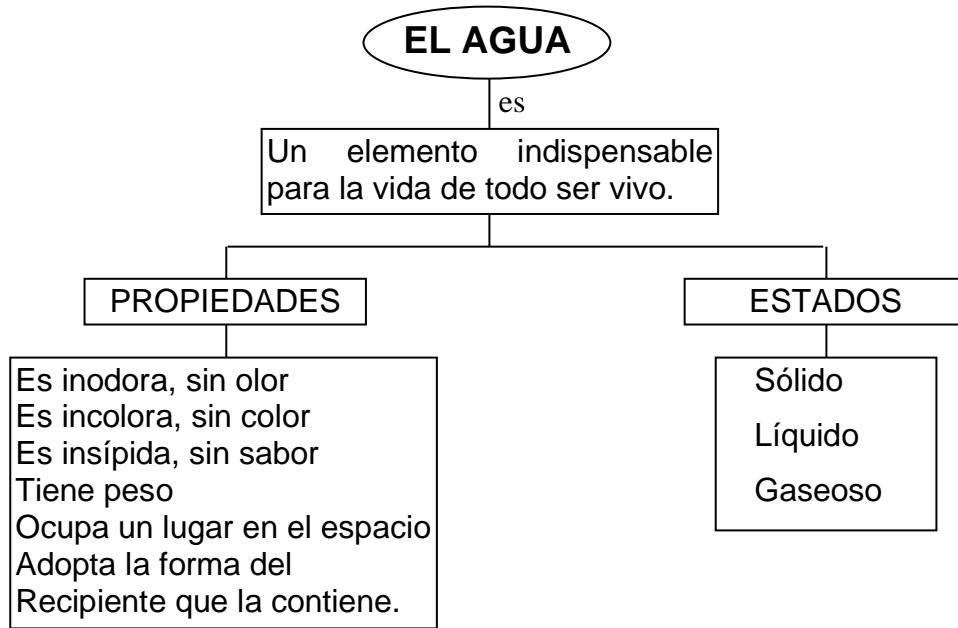 EL AGUA
es
Un elemento indispensable
para la vida de todo ser vivo.
PROPIEDADES
ESTADOS
Es inodora, sin olor
Es incolora, sin color
Es insípida, sin sabor
Tiene peso
Ocupa un lugar en el espacio
Adopta la forma del
Recipiente que la contiene.
Sólido
Líquido
Gaseoso